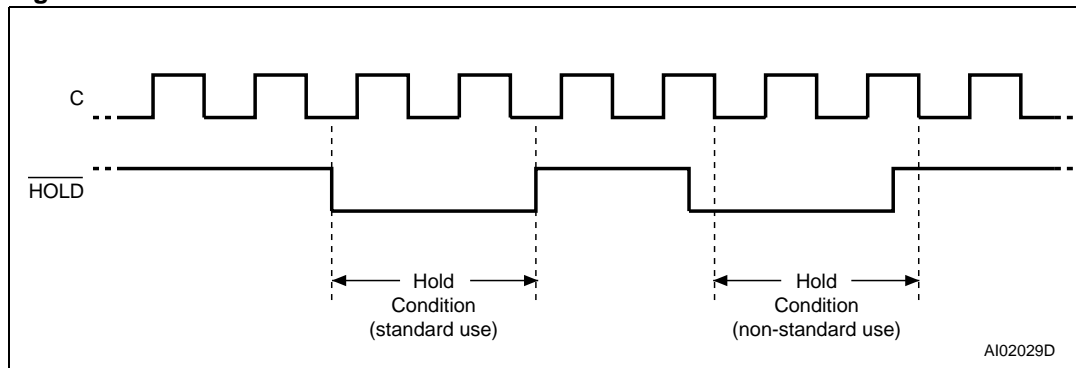 C
HOLD
Hold
Condition
(standard use)
Hold
Condition
(non-standard use)
AI02029D